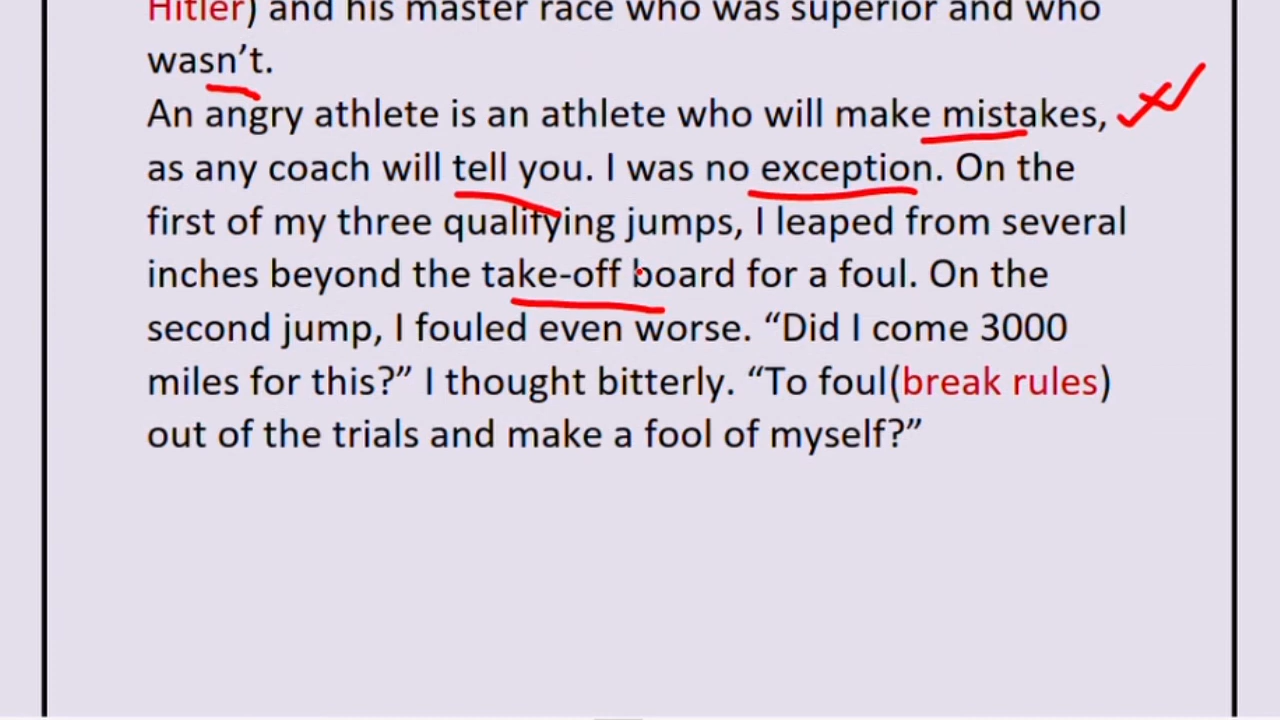 Hitler) and his master race who was superior and who
wasn’t.
An angry athlete is an athlete who will make mistakes,
as any coach will tell you. I was no exception. On the
first of my three qualifying jumps, I leaped from several
inches beyond the take-off board for a foul. On the
second jump, I fouled even worse. “Did I come 3000
miles for this?” I thought bitterly. “To foul(break rules)
out of the trials and make a fool of myself?”